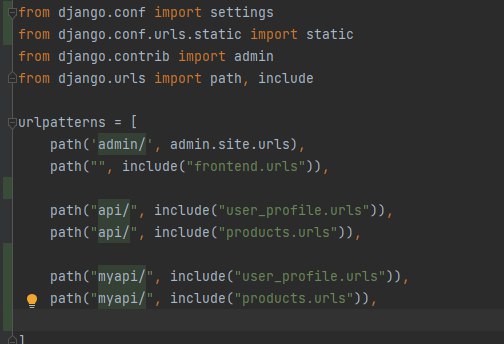 from django.conf import settings
from django.conf.urls.static import static
from django.contrib import admin
from django.urls import path, include
urlpatterns = [
path('admin/', admin.site.urls),
path("", include("frontend.urls")),
path("api/", include("user_profile.urls")),
path("api/", include("products.urls")),
path("myapi/", include("user_profile.urls")),
path("myapi/", include("products.urls")),
]